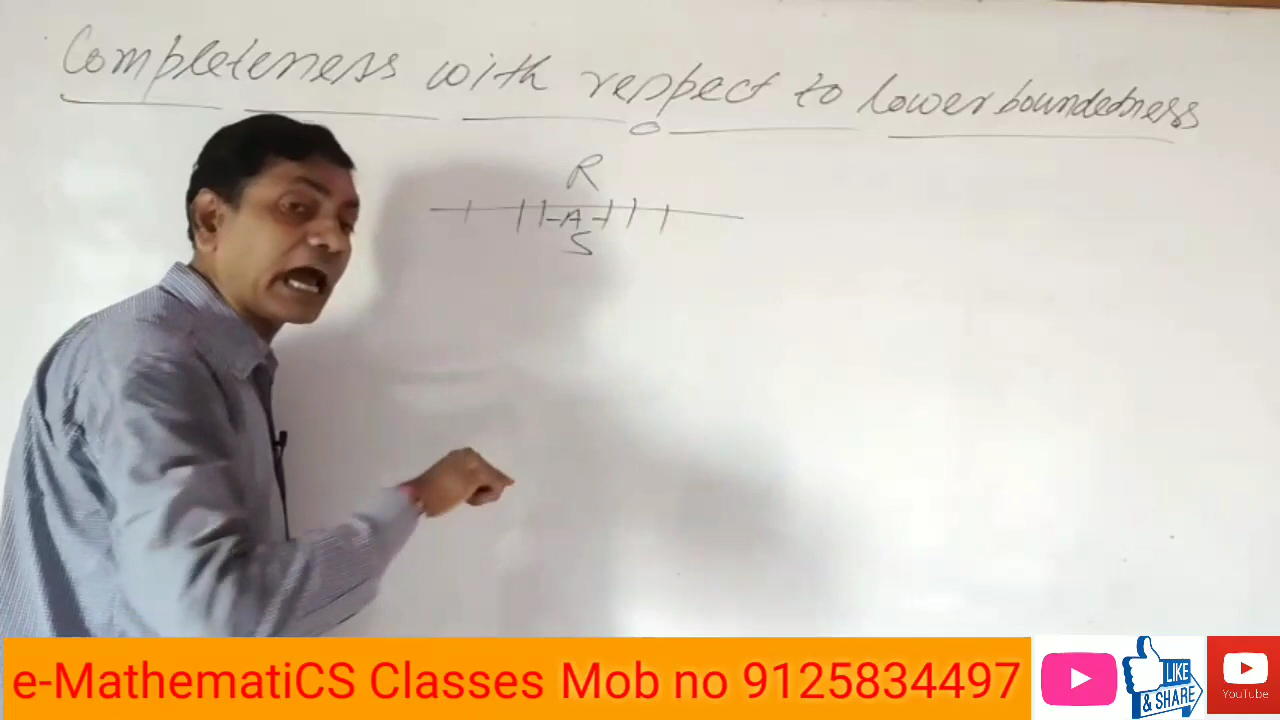 Completeness with respect to lower boundedness
R
A
S
e-MathematiCS Classes Mob no 9125834497
LIKE
& SHARE
YouTube